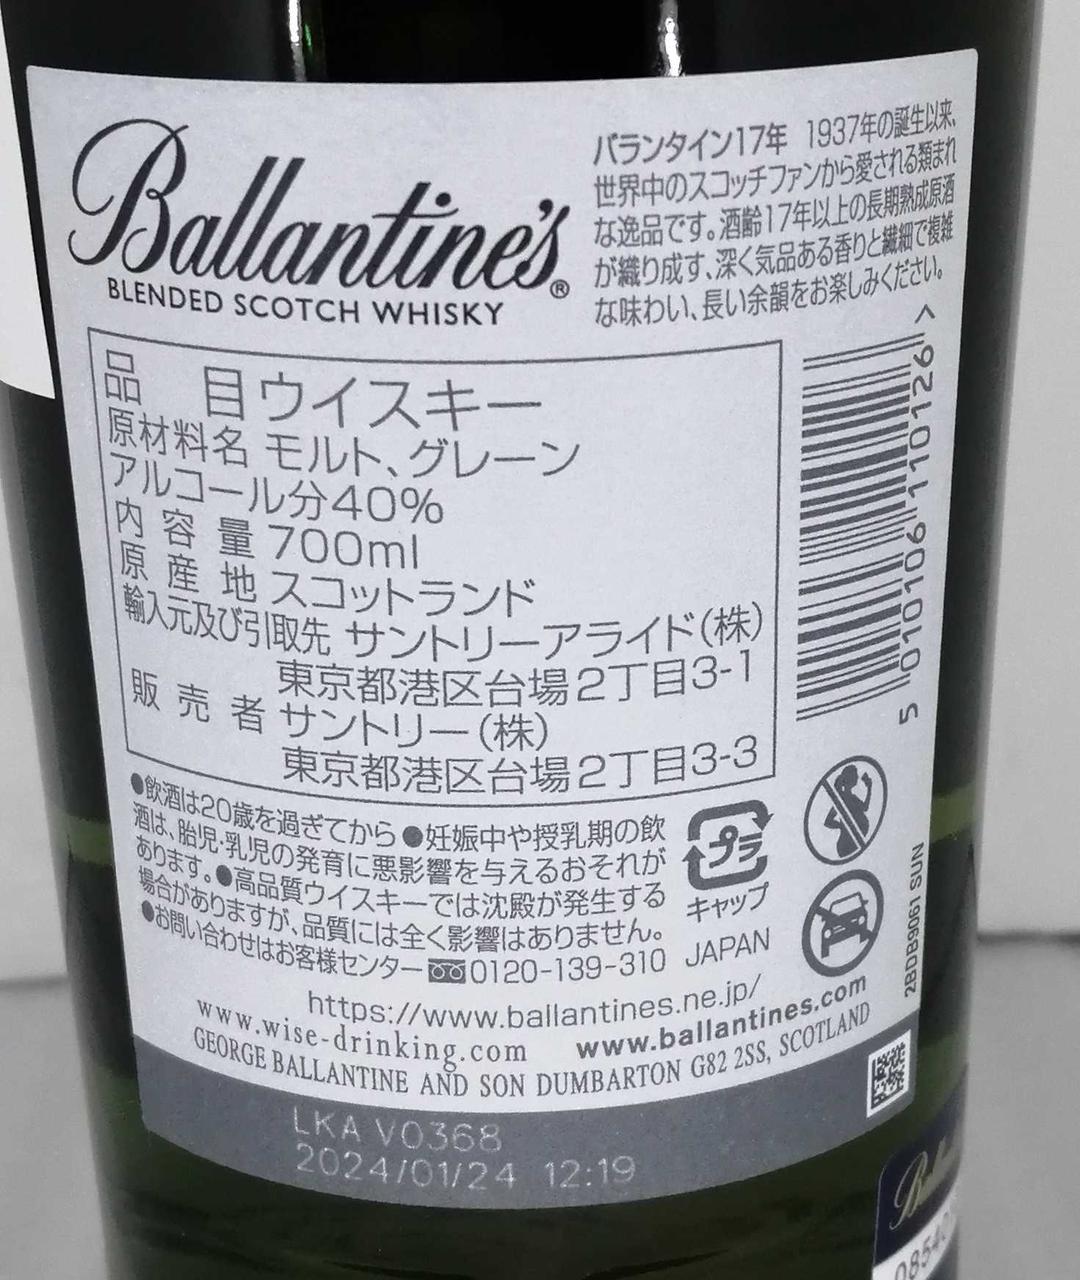 Ballantine's®
BLENDED SCOTCH WHISKY
バランタイン17年 1937年の誕生以来、
世界中のスコッチファンから愛される類まれ
な逸品です。酒齢17年以上の長期熟成原酒
が織り成す、深く気品ある香りと繊細で複雑
な味わい、長い余韻をお楽しみください。
品目 ウイスキー
原材料名 モルト、グレーン
アルコール分40%
内容量 700ml
原産地 スコットランド
輸入元及び引取先 サントリーアライド(株)
東京都港区台場2丁目3-1
販売者 サントリー(株)
東京都港区台場2丁目3-3
5 010106 110126 >
●飲酒は20歳を過ぎてから ●妊娠中や授乳期の飲
酒は、胎児・乳児の発育に悪影響を与えるおそれが
あります。●高品質ウイスキーでは沈殿が発生する
場合がありますが、品質には全く影響はありません。
●お問い合わせはお客様センター 0120-139-310
プラ
キャップ
JAPAN
2BDB9061 SUN
https://www.ballantines.ne.jp/
www.wise-drinking.com www.ballantines.com
GEORGE BALLANTINE AND SON DUMBARTON G82 2SS, SCOTLAND
LKA V0368
2024/01/24 12:19